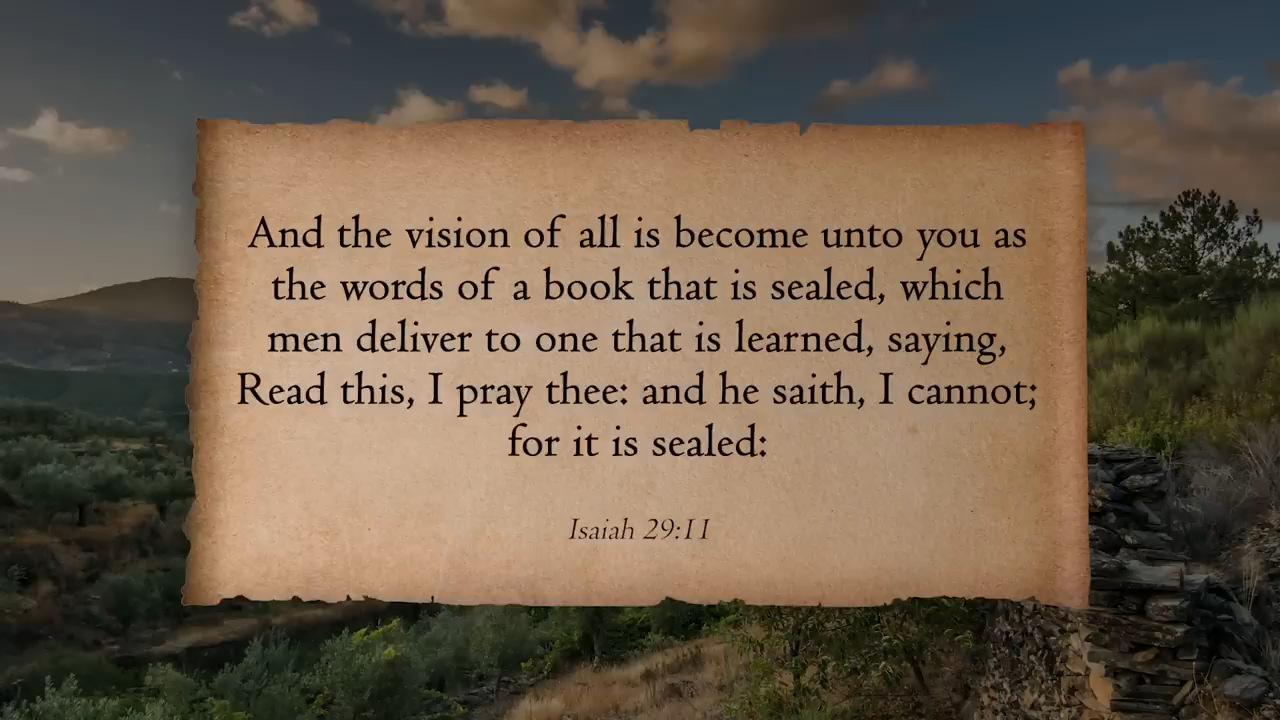 And the vision of all is become unto you as
the words of a book that is sealed, which
men deliver to one that is learned, saying,
Read this, I pray thee: and he saith, I cannot;
for it is sealed:
Isaiah 29:11